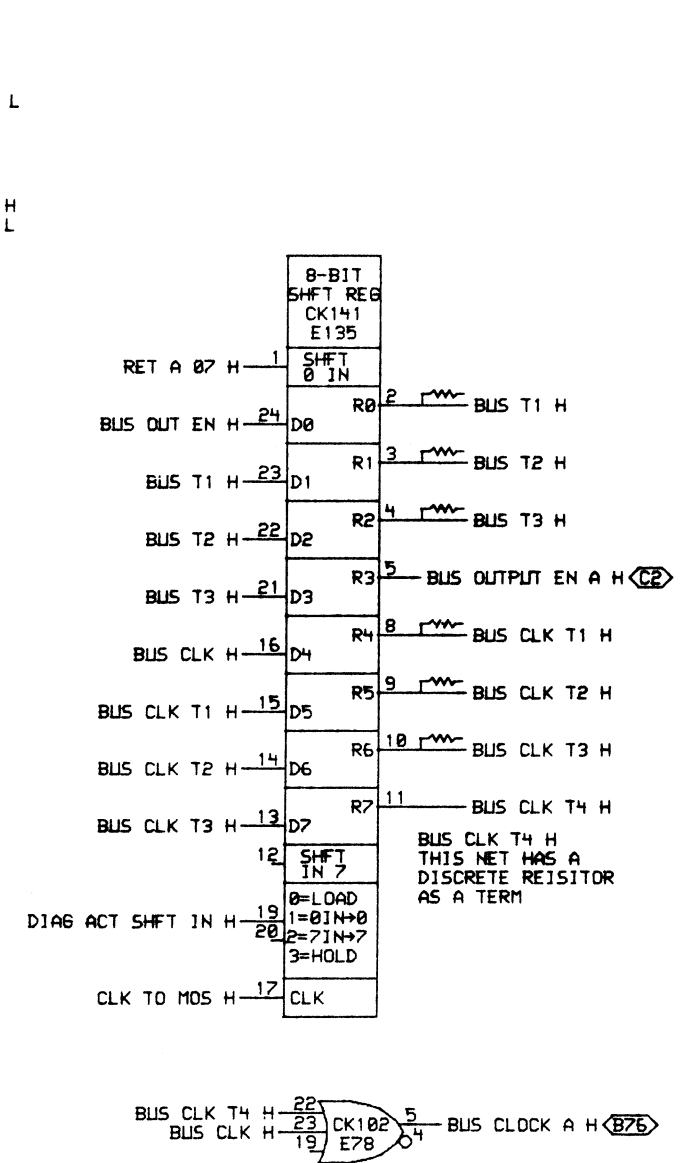 L
H
L
8-BIT
SHFT REG
CK141
E135
RET A 07 H 1 SHFT
0 IN
R0 2 BUS T1 H
BUS OUT EN H 24 D0
R1 3 BUS T2 H
BUS T1 H 23 D1
R2 4 BUS T3 H
BUS T2 H 22 D2
R3 5 BUS OUTPUT EN A H C2
BUS T3 H 21 D3
R4 8 BUS CLK T1 H
BUS CLK H 16 D4
R5 9 BUS CLK T2 H
BUS CLK T1 H 15 D5
R6 10 BUS CLK T3 H
BUS CLK T2 H 14 D6
R7 11 BUS CLK T4 H
BUS CLK T3 H 13 D7
BUS CLK T4 H
THIS NET HAS A
DISCRETE REISITOR
AS A TERM
12 SHFT
IN 7
0=LOAD
DIAG ACT SHFT IN H 19 1=0IN→0
20 2=7IN→7
3=HOLD
CLK TO MOS H 17 CLK
BUS CLK T4 H 22
BUS CLK H 23 CK102 5 BUS CLOCK A H B76
19 E78 4